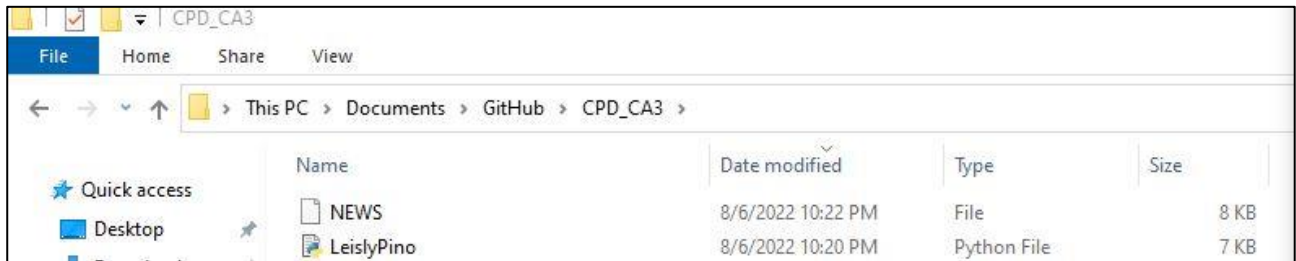 CPD_CA3
File Home Share View
This PC > Documents > GitHub > CPD_CA3 >
Name Date modified Type Size
Quick access
NEWS 8/6/2022 10:22 PM File 8 KB
Desktop
LeislyPino 8/6/2022 10:20 PM Python File 7 KB